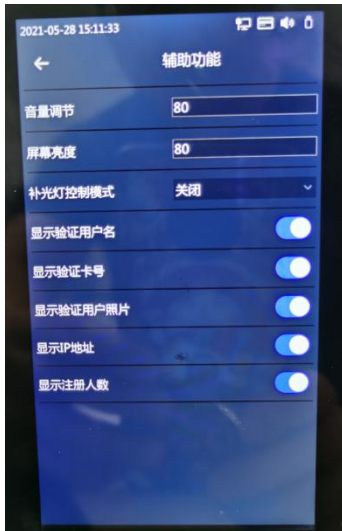 2021-05-28 15:11:33
辅助功能
音量调节 80
屏幕亮度 80
补光灯控制模式 关闭
显示验证用户名
显示验证卡号
显示验证用户照片
显示IP地址
显示注册人数